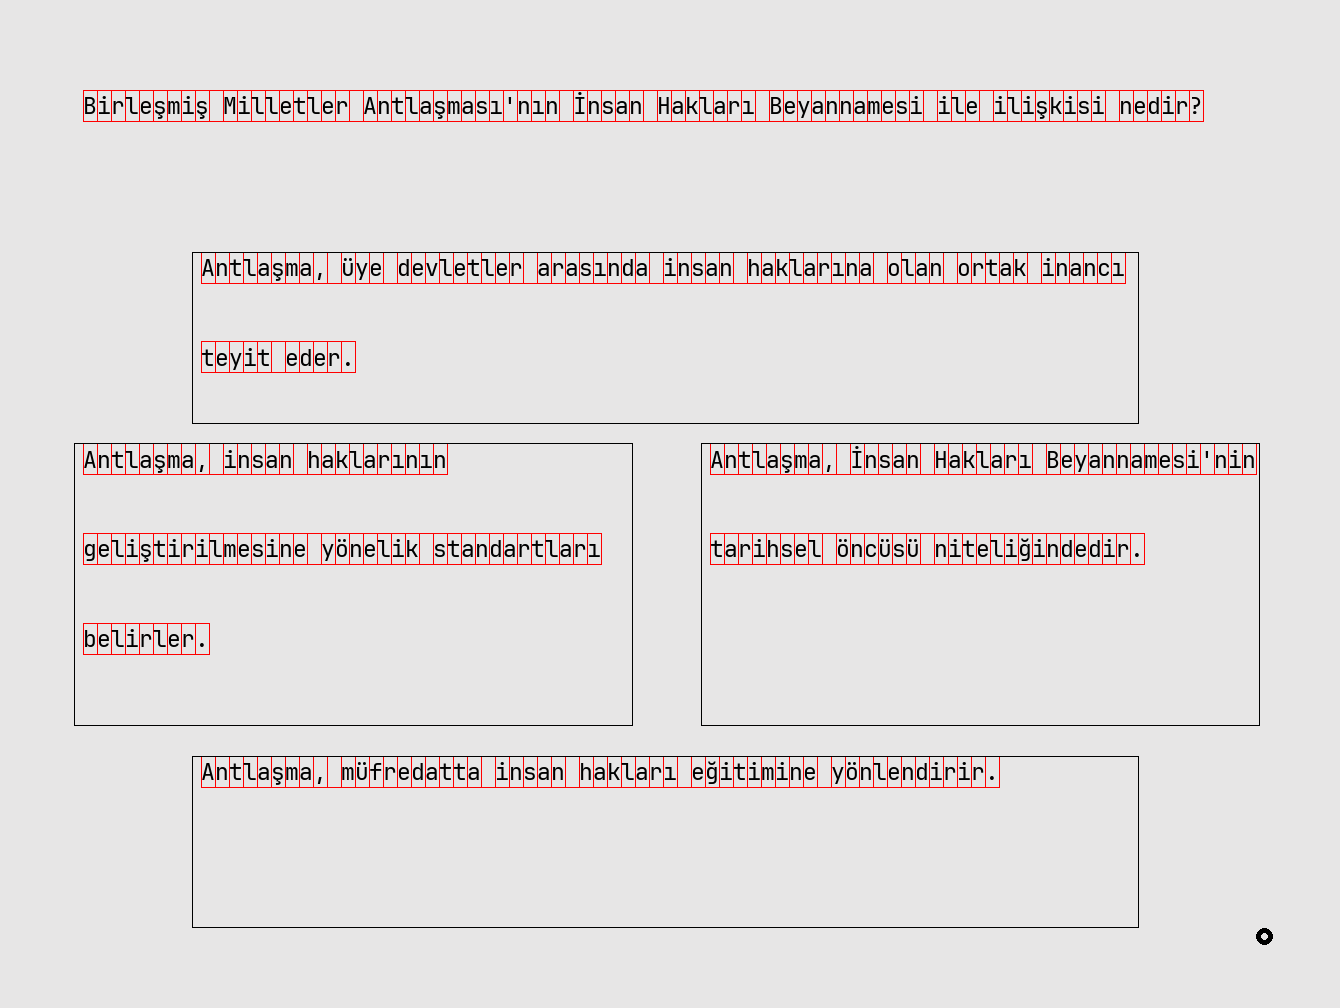 Birleşmiş Milletler Antlaşması'nın İnsan Hakları Beyannamesi ile ilişkisi nedir?
Antlaşma, üye devletler arasında insan haklarına olan ortak inancı
teyit eder.
Antlaşma, insan haklarının
geliştirilmesine yönelik standartları
belirler.
Antlaşma, İnsan Hakları Beyannamesi'nin
tarihsel öncüsü niteliğindedir.
Antlaşma, müfredatta insan hakları eğitimine yönlendirir.